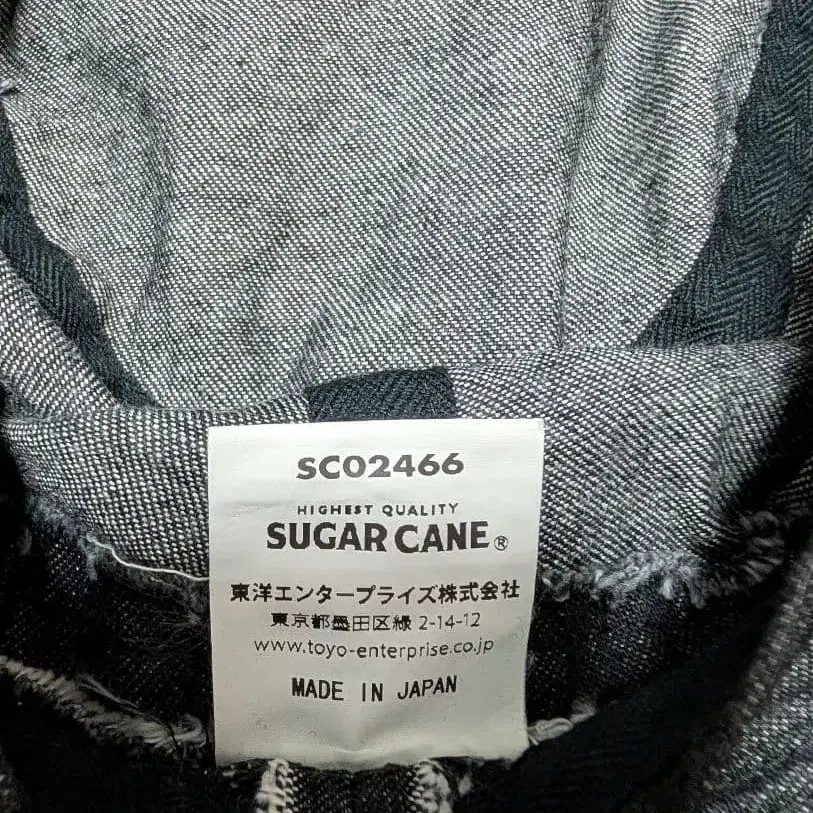 SC02466
HIGHEST QUALITY
SUGAR CANE ®
東洋エンタープライズ株式会社
東京都墨田区緑 2-14-12
www.toyo-enterprise.co.jp
MADE IN JAPAN